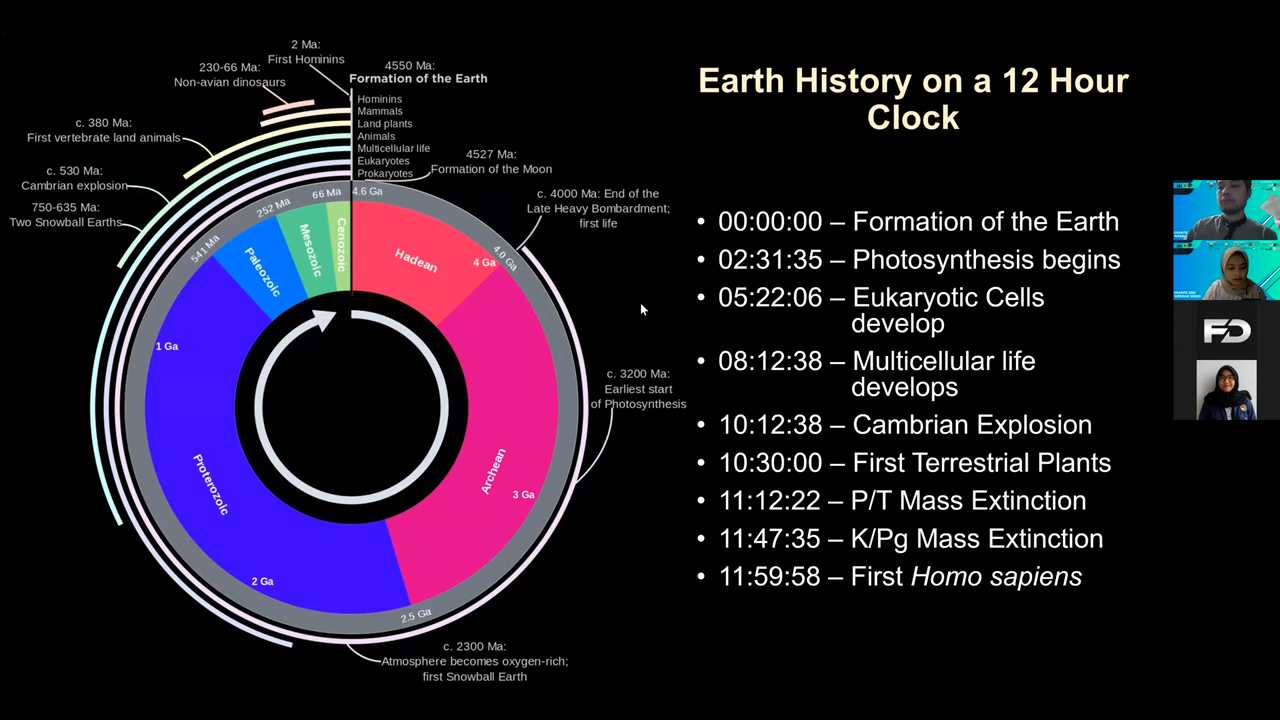 2 Ma:
First Hominins
230-66 Ma:
Non-avian dinosaurs
4550 Ma:
Formation of the Earth
Hominins
Mammals
Land plants
Animals
Multicellular life
Eukaryotes
Prokaryotes
c. 380 Ma:
First vertebrate land animals
c. 530 Ma:
Cambrian explosion
750-635 Ma:
Two Snowball Earths
4527 Ma:
Formation of the Moon
c. 4000 Ma: End of the
Late Heavy Bombardment;
first life
c. 3200 Ma:
Earliest start
of Photosynthesis
c. 2300 Ma:
Atmosphere becomes oxygen-rich;
first Snowball Earth
4.6 Ga
4.0 Ga
2.5 Ga
541 Ma
252 Ma
66 Ma
Hadean
4 Ga
Archean
3 Ga
Proterozoic
2 Ga
1 Ga
Paleozoic
Mesozoic
Cenozoic
Earth History on a 12 Hour
Clock
• 00:00:00 – Formation of the Earth
• 02:31:35 – Photosynthesis begins
• 05:22:06 – Eukaryotic Cells
develop
• 08:12:38 – Multicellular life
develops
• 10:12:38 – Cambrian Explosion
• 10:30:00 – First Terrestrial Plants
• 11:12:22 – P/T Mass Extinction
• 11:47:35 – K/Pg Mass Extinction
• 11:59:58 – First Homo sapiens
FD